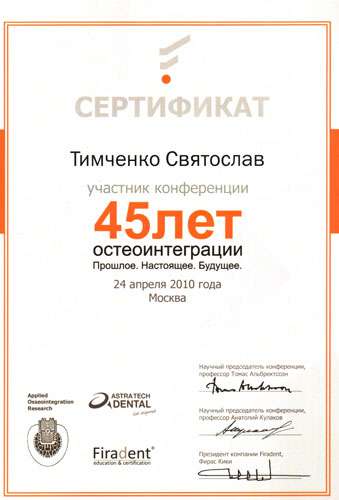 СЕРТИФИКАТ
Тимченко Святослав
участник конференции
45лет
остеоинтеграции
Прошлое. Настоящее. Будущее.
24 апреля 2010 года
Москва
Научный председатель конференции,
профессор Томас Альбректссон
Applied
Osseointegration
Research
ASTRATECH
DENTAL
Научный председатель конференции,
профессор Анатолий Кулаков
Firadent
education & certification
Президент компании Firadent,
Фирас Кики